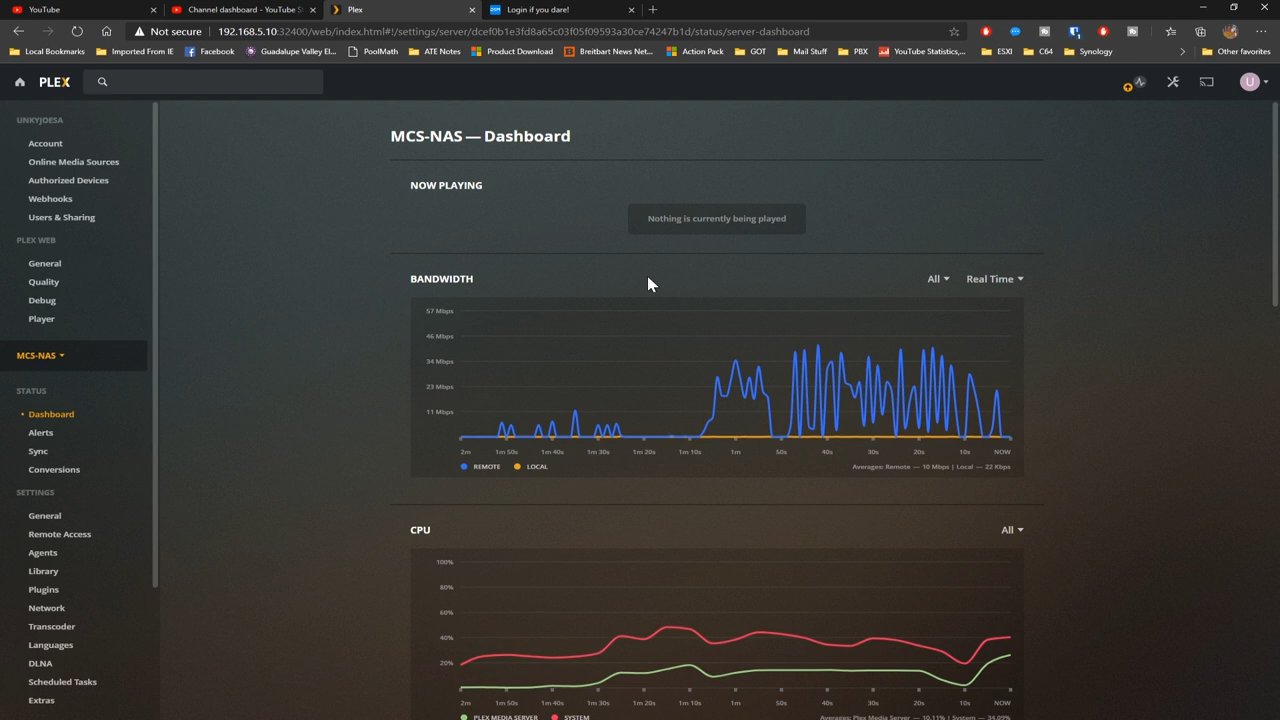 YouTube
Channel dashboard - YouTube S
Plex
Login if you dare!
Not secure
192.168.5.10:32400/web/index.html#!/settings/server/dcef0b1e3fd8a65c03f05f09593a30ce74247b1d/status/server-dashboard
Local Bookmarks
Imported From IE
Facebook
Guadalupe Valley El...
PoolMath
ATE Notes
Product Download
Breitbart News Net...
Action Pack
GOT
Mail Stuff
PBX
YouTube Statistics,...
ESXI
C64
Synology
Other favorites
PLEX
U
UNKYJOESA
Account
Online Media Sources
Authorized Devices
Webhooks
Users & Sharing
PLEX WEB
General
Quality
Debug
Player
MCS-NAS
STATUS
Dashboard
Alerts
Sync
Conversions
SETTINGS
General
Remote Access
Agents
Library
Plugins
Network
Transcoder
Languages
DLNA
Scheduled Tasks
Extras
MCS-NAS — Dashboard
NOW PLAYING
Nothing is currently being played
BANDWIDTH
All
Real Time
57 Mbps
46 Mbps
34 Mbps
23 Mbps
11 Mbps
2m 1m 50s 1m 40s 1m 30s 1m 20s 1m 10s 1m 50s 40s 30s 20s 10s NOW
REMOTE LOCAL
Averages: Remote — 10 Mbps | Local — 22 Kbps
CPU
All
100%
80%
60%
40%
20%
2m 1m 50s 1m 40s 1m 30s 1m 20s 1m 10s 1m 50s 40s 30s 20s 10s NOW
PLEX MEDIA SERVER SYSTEM
Averages: Plex Media Server — 10.11% | System — 34.09%